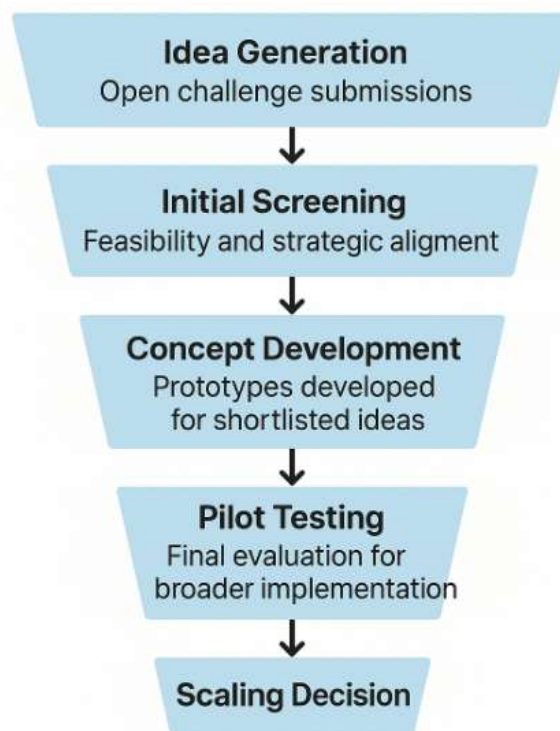 Idea Generation
Open challenge submissions
Initial Screening
Feasibility and strategic aligment
Concept Development
Prototypes developed
for shortlisted ideas
Pilot Testing
Final evaluation for
broader implementation
Scaling Decision